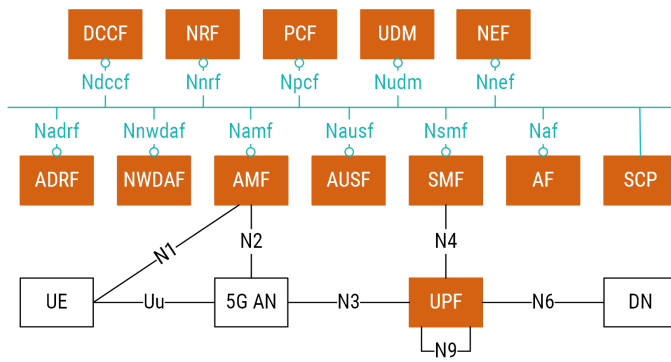 DCCF NRF PCF UDM NEF
Ndccf Nnrf Npcf Nudm Nnef
Nadrf Nnwdaf Namf Nausf Nsmf Naf
ADRF NWDAF AMF AUSF SMF AF SCP
N1 N2 N4
UE Uu 5G AN N3 UPF N6 DN
N9